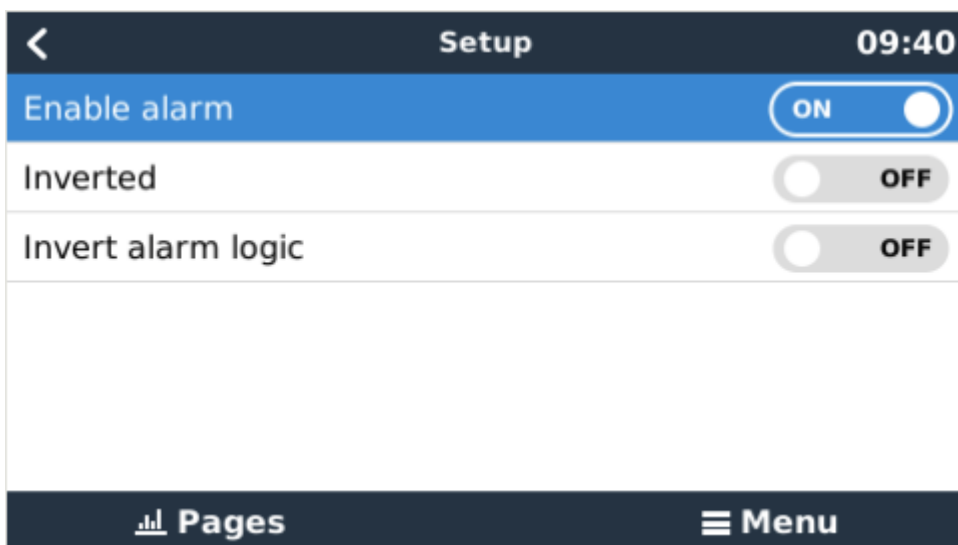 Setup 09:40
Enable alarm ON
Inverted OFF
Invert alarm logic OFF
Pages Menu